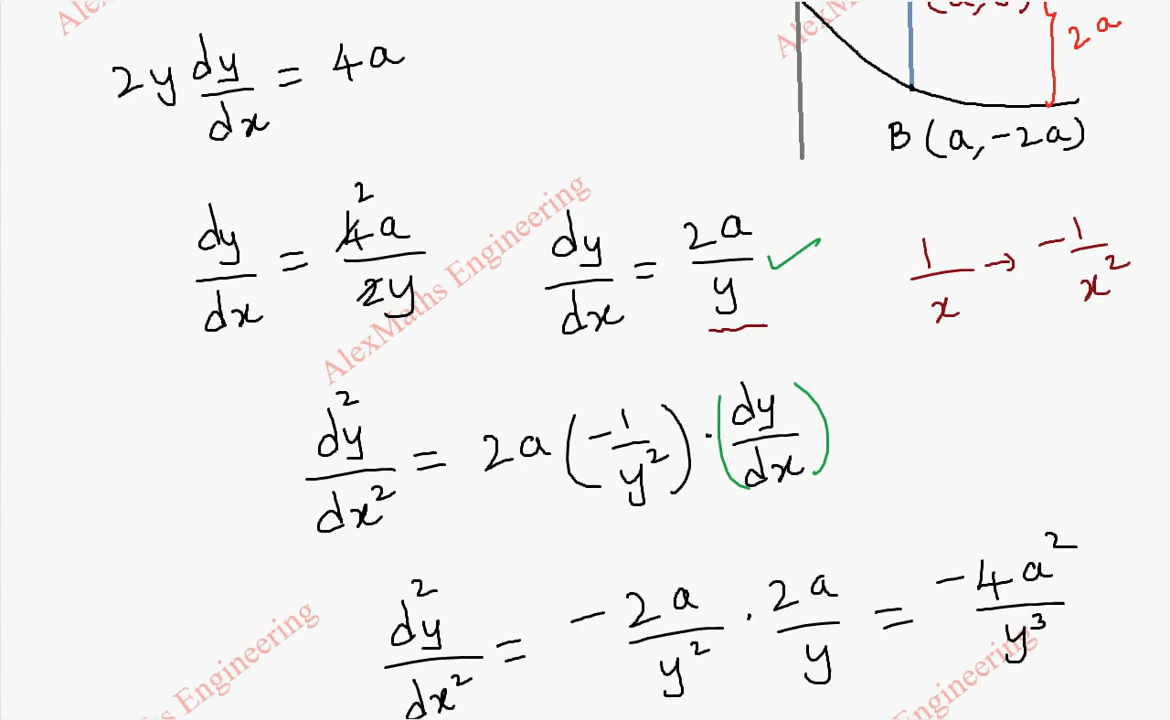 2y dy/dx = 4a
2a
B (a, -2a)
dy/dx = 4a/2y 2 dy/dx = 2a/y ✓ 1/x → -1/x²
d²y/dx² = 2a (-1/y²) · (dy/dx)
d²y/dx² = -2a/y² · 2a/y = -4a²/y³
AlexMaths Engineering